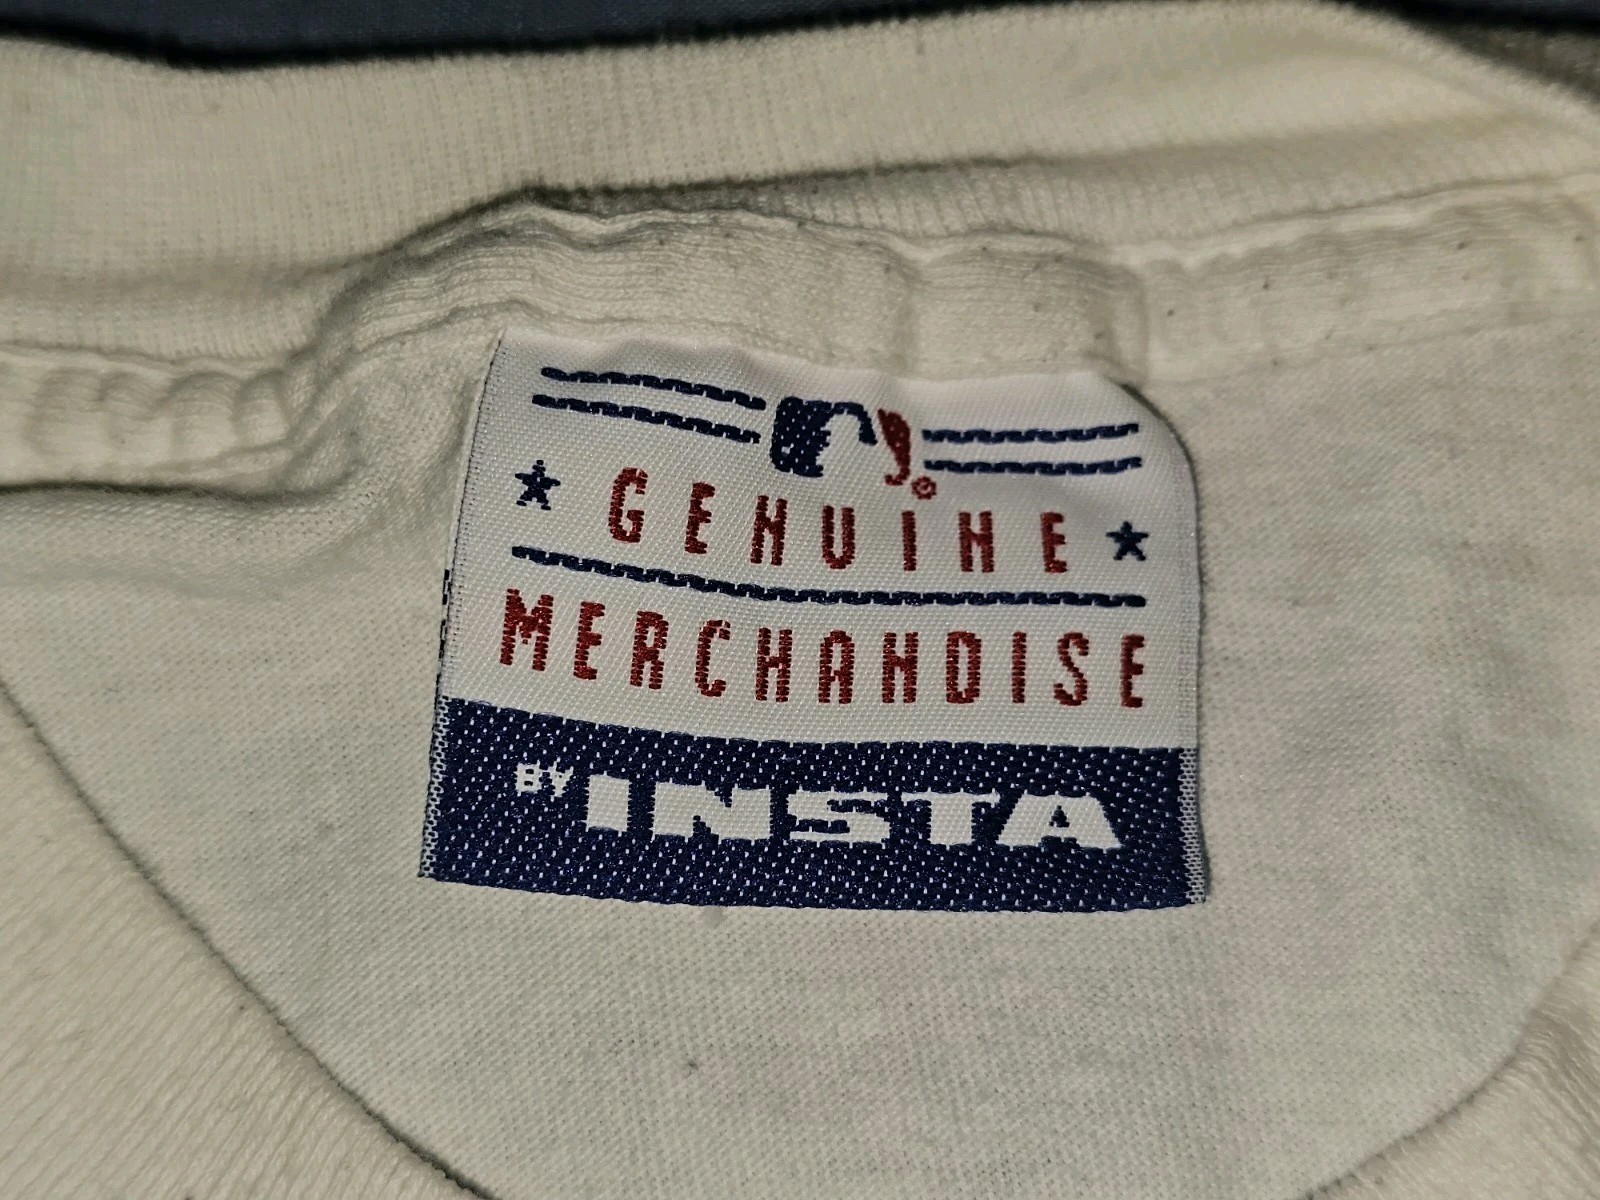 ®
GENUINE
MERCHANDISE
BY INSTA